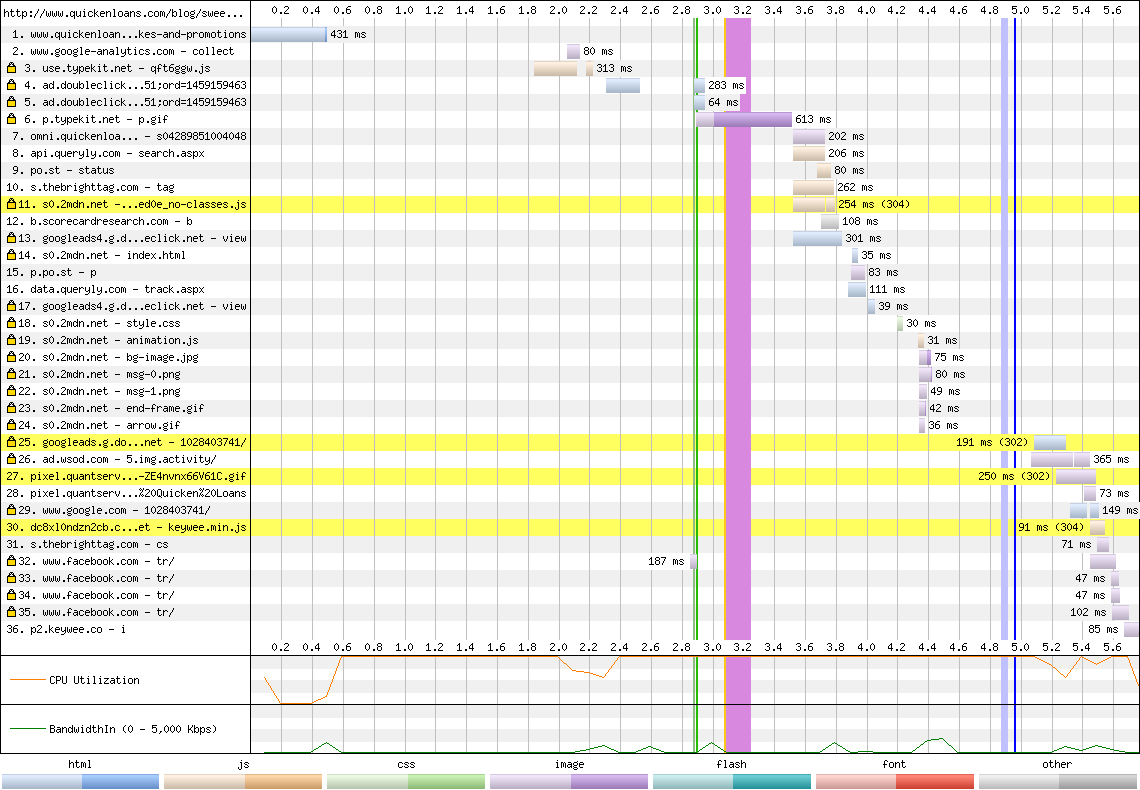 http://www.quickenloans.com/blog/swee...
0.2 0.4 0.6 0.8 1.0 1.2 1.4 1.6 1.8 2.0 2.2 2.4 2.6 2.8 3.0 3.2 3.4 3.6 3.8 4.0 4.2 4.4 4.6 4.8 5.0 5.2 5.4 5.6
1. www.quickenloan...kes-and-promotions 431 ms
2. www.google-analytics.com - collect 80 ms
3. use.typekit.net - qft6ggw.js 313 ms
4. ad.doubleclick...51;ord=1459159463 283 ms
5. ad.doubleclick...51;ord=1459159463 64 ms
6. p.typekit.net - p.gif 613 ms
7. omni.quickenloa... - s04289851004048 202 ms
8. api.queryly.com - search.aspx 206 ms
9. po.st - status 80 ms
10. s.thebrighttag.com - tag 262 ms
11. s0.2mdn.net -...ed0e_no-classes.js 254 ms (304)
12. b.scorecardresearch.com - b 108 ms
13. googleads4.g.d...eclick.net - view 301 ms
14. s0.2mdn.net - index.html 35 ms
15. p.po.st - p 83 ms
16. data.queryly.com - track.aspx 111 ms
17. googleads4.g.d...eclick.net - view 39 ms
18. s0.2mdn.net - style.css 30 ms
19. s0.2mdn.net - animation.js 31 ms
20. s0.2mdn.net - bg-image.jpg 75 ms
21. s0.2mdn.net - msg-0.png 80 ms
22. s0.2mdn.net - msg-1.png 49 ms
23. s0.2mdn.net - end-frame.gif 42 ms
24. s0.2mdn.net - arrow.gif 36 ms
25. googleads.g.do...net - 1028403741/ 191 ms (302)
26. ad.wsod.com - 5.img.activity/ 365 ms
27. pixel.quantserv...-ZE4nvnx66V61C.gif 250 ms (302)
28. pixel.quantserv...%20Quicken%20Loans 73 ms
29. www.google.com - 1028403741/ 149 ms
30. dc8xl0ndzn2cb.c...et - keywee.min.js 91 ms (304)
31. s.thebrighttag.com - cs 71 ms
32. www.facebook.com - tr/ 187 ms
33. www.facebook.com - tr/ 47 ms
34. www.facebook.com - tr/ 47 ms
35. www.facebook.com - tr/ 102 ms
36. p2.keywee.co - i 85 ms
0.2 0.4 0.6 0.8 1.0 1.2 1.4 1.6 1.8 2.0 2.2 2.4 2.6 2.8 3.0 3.2 3.4 3.6 3.8 4.0 4.2 4.4 4.6 4.8 5.0 5.2 5.4 5.6
CPU Utilization
BandwidthIn (0 - 5,000 Kbps)
html js css image flash font other